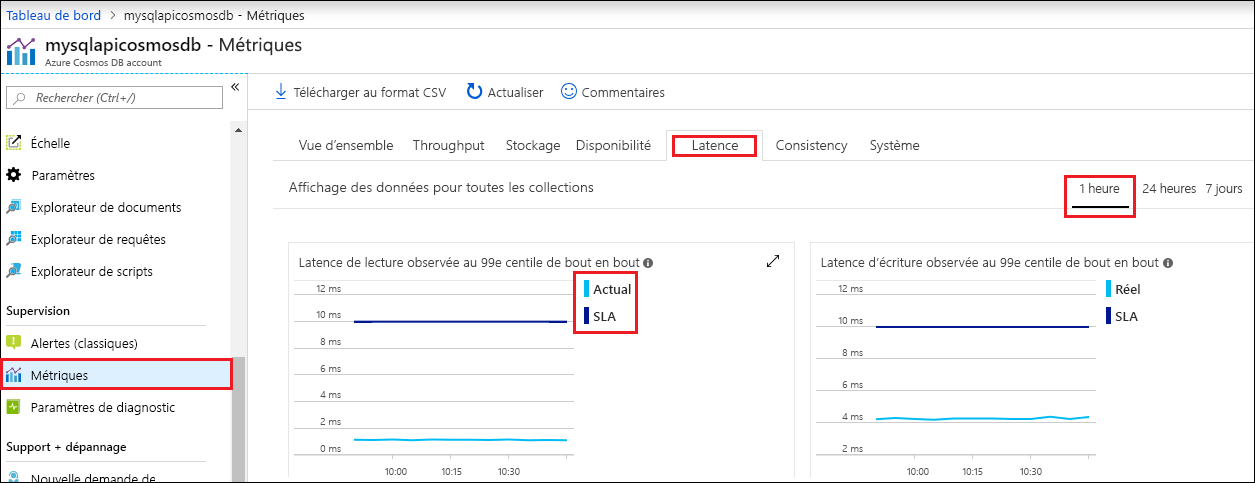 Tableau de bord > mysqlapicosmosdb - Métriques
mysqlapicosmosdb - Métriques
Azure Cosmos DB account
Rechercher (Ctrl+/)
«
Échelle
Paramètres
Explorateur de documents
Explorateur de requêtes
Explorateur de scripts
Supervision
Alertes (classiques)
Métriques
Paramètres de diagnostic
Support + dépannage
Nouvelle demande de
Télécharger au format CSV
Actualiser
Commentaires
Vue d'ensemble
Throughput
Stockage
Disponibilité
Latence
Consistency
Système
Affichage des données pour toutes les collections
1 heure
24 heures
7 jours
Latence de lecture observée au 99e centile de bout en bout
12 ms
10 ms
8 ms
6 ms
4 ms
2 ms
0 ms
10:00
10:15
10:30
Actual
SLA
Latence d'écriture observée au 99e centile de bout en bout
12 ms
10 ms
8 ms
6 ms
4 ms
2 ms
10:00
10:15
10:30
Réel
SLA